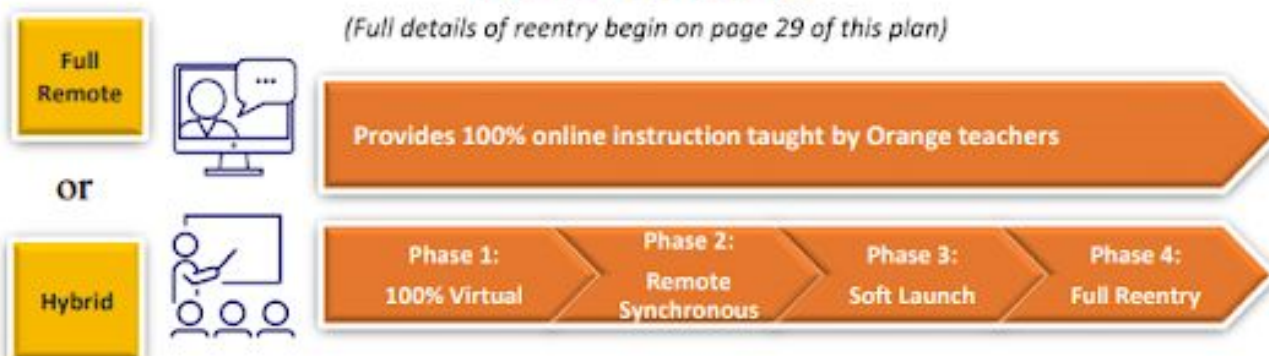 (Full details of reentry begin on page 29 of this plan)
Full
Remote
Provides 100% online instruction taught by Orange teachers
or
Hybrid
Phase 1:
100% Virtual
Phase 2:
Remote
Synchronous
Phase 3:
Soft Launch
Phase 4:
Full Reentry